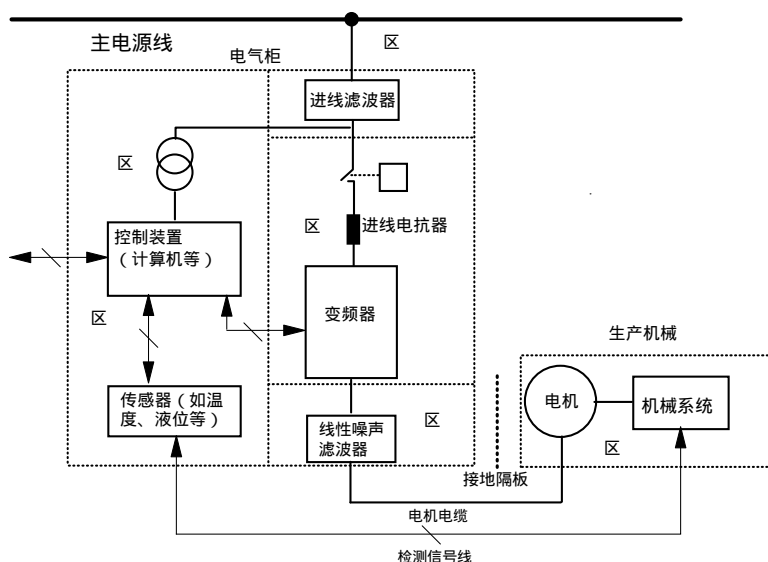 区
主电源线
电气柜
进线滤波器
区
区
进线电抗器
控制装置
（计算机等）
区
变频器
生产机械
传感器（如温
度、液位等）
线性噪声
滤波器
区
电机
机械系统
区
接地隔板
电机电缆
检测信号线